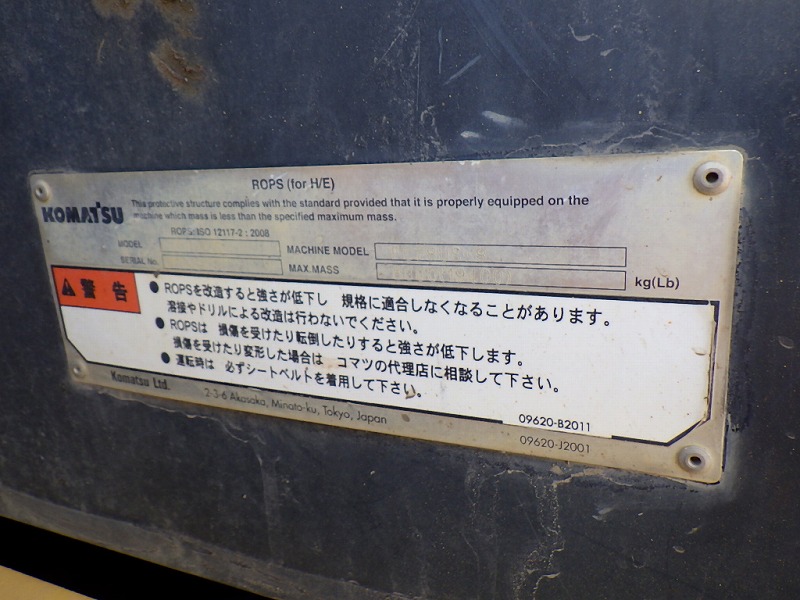 ROPS (for H/E)
KOMATSU
This protective structure complies with the standard provided that it is properly equipped on the
machine which mass is less than the specified maximum mass.
ROPS: ISO 12117-2 : 2008
MODEL
MACHINE MODEL
SERIAL No.
MAX.MASS
kg(Lb)
警告
● ROPSを改造すると強さが低下し 規格に適合しなくなることがあります。
溶接やドリルによる改造は行わないでください。
● ROPSは 損傷を受けたり転倒したりすると強さが低下します。
損傷を受けたり変形した場合は コマツの代理店に相談して下さい。
● 運転時は 必ずシートベルトを着用して下さい。
09620-B2011
Komatsu Ltd.
2-3-6 Akasaka, Minato-ku, Tokyo, Japan
09620-J2001